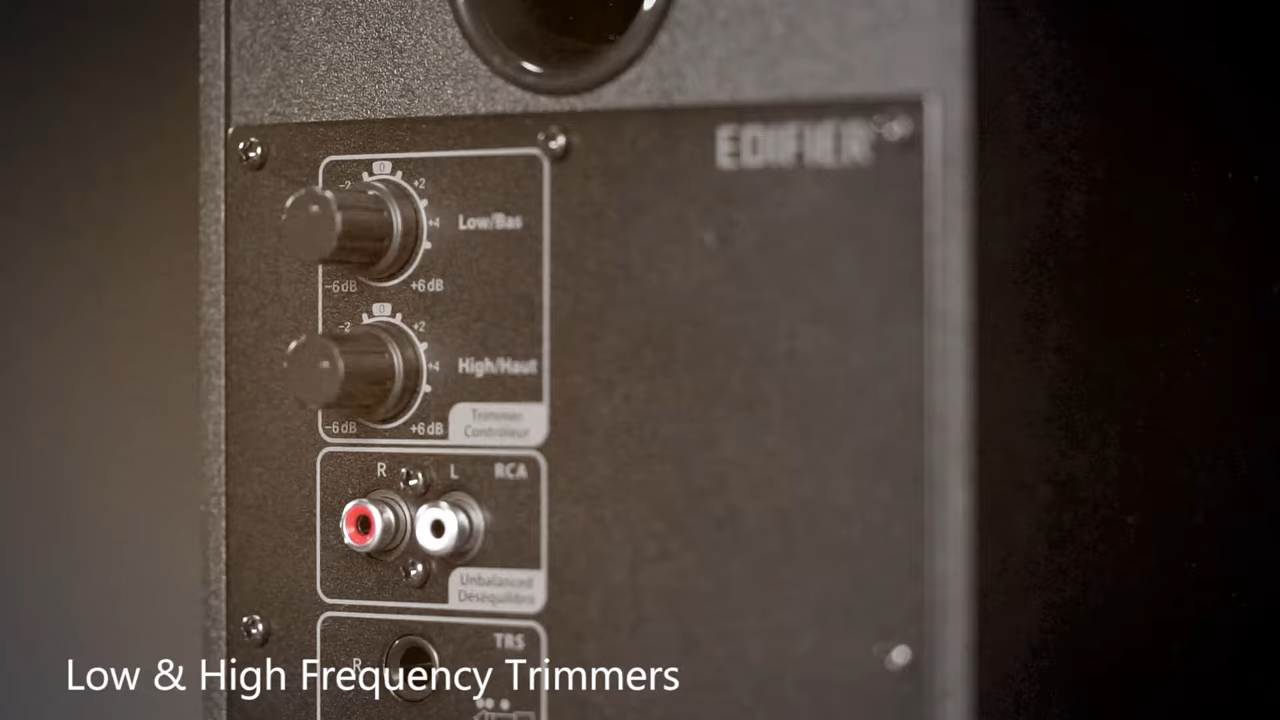 EDIFIER
0
-2 +2
+4
Low/Bas
-6dB +6dB
0
-2 +2
+4
High/Haut
-6dB +6dB
Trimmer
Contrôleur
R L RCA
Unbalanced
Déséquilibré
TRS
R
Low & High Frequency Trimmers